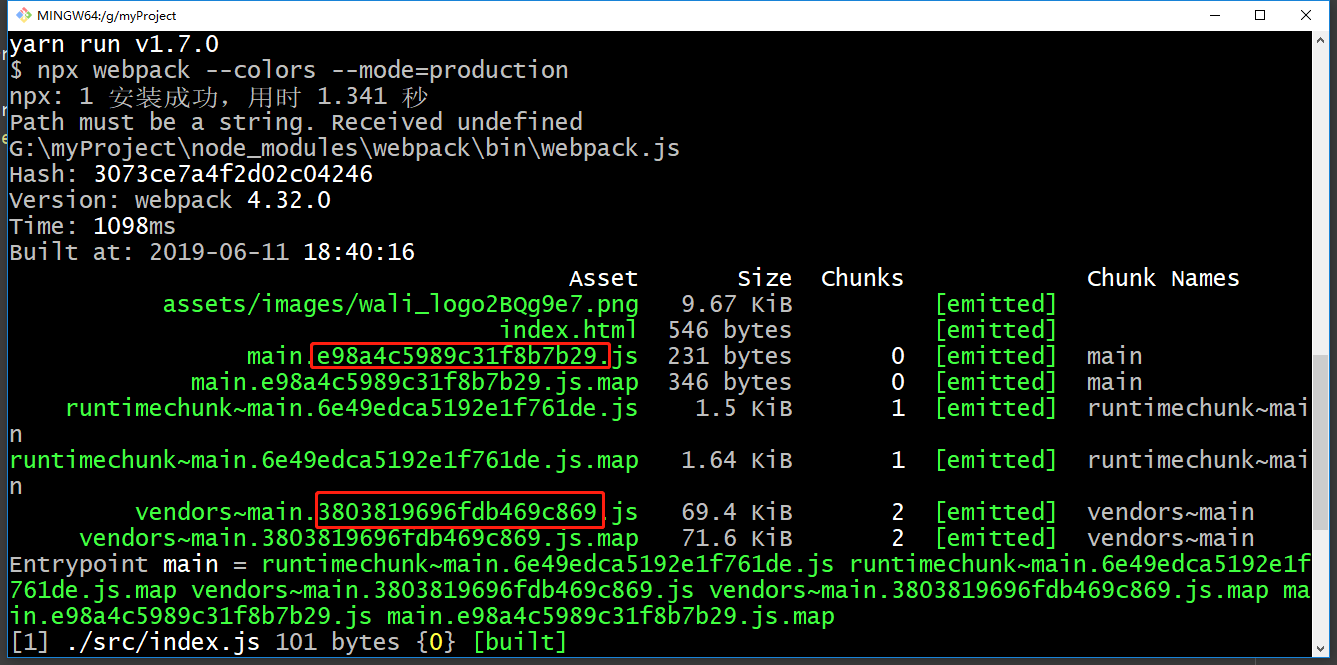 MINGW64:/g/myProject
yarn run v1.7.0
$ npx webpack --colors --mode=production
npx: 1 安装成功，用时 1.341 秒
Path must be a string. Received undefined
G:\myProject\node_modules\webpack\bin\webpack.js
Hash: 3073ce7a4f2d02c04246
Version: webpack 4.32.0
Time: 1098ms
Built at: 2019-06-11 18:40:16
Asset Size Chunks Chunk Names
assets/images/wali_logo2BQg9e7.png 9.67 KiB [emitted]
index.html 546 bytes [emitted]
main.e98a4c5989c31f8b7b29.js 231 bytes 0 [emitted] main
main.e98a4c5989c31f8b7b29.js.map 346 bytes 0 [emitted] main
runtimechunk~main.6e49edca5192e1f761de.js 1.5 KiB 1 [emitted] runtimechunk~mai
n
runtimechunk~main.6e49edca5192e1f761de.js.map 1.64 KiB 1 [emitted] runtimechunk~mai
n
vendors~main.3803819696fdb469c869.js 69.4 KiB 2 [emitted] vendors~main
vendors~main.3803819696fdb469c869.js.map 71.6 KiB 2 [emitted] vendors~main
Entrypoint main = runtimechunk~main.6e49edca5192e1f761de.js runtimechunk~main.6e49edca5192e1f
761de.js.map vendors~main.3803819696fdb469c869.js vendors~main.3803819696fdb469c869.js.map ma
in.e98a4c5989c31f8b7b29.js main.e98a4c5989c31f8b7b29.js.map
[1] ./src/index.js 101 bytes {0} [built]